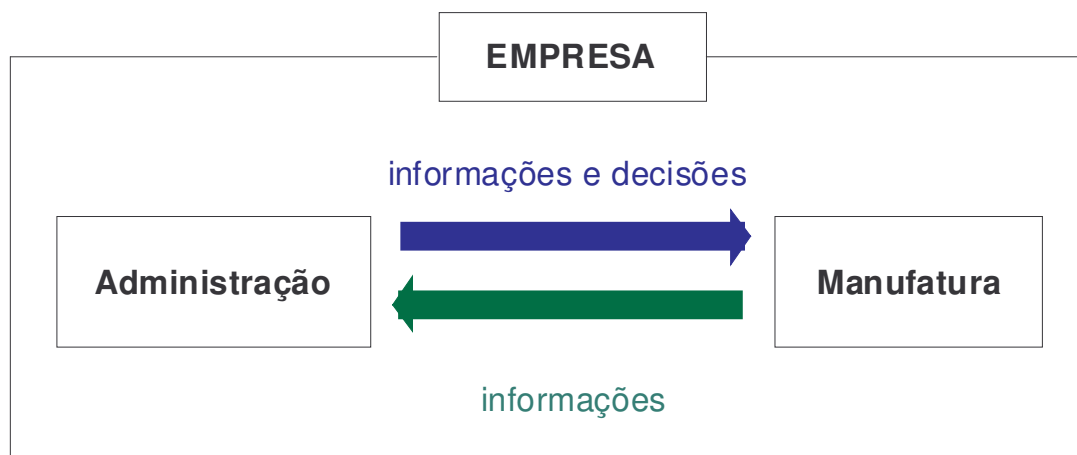 EMPRESA
informações e decisões
Administração
Manufatura
informações